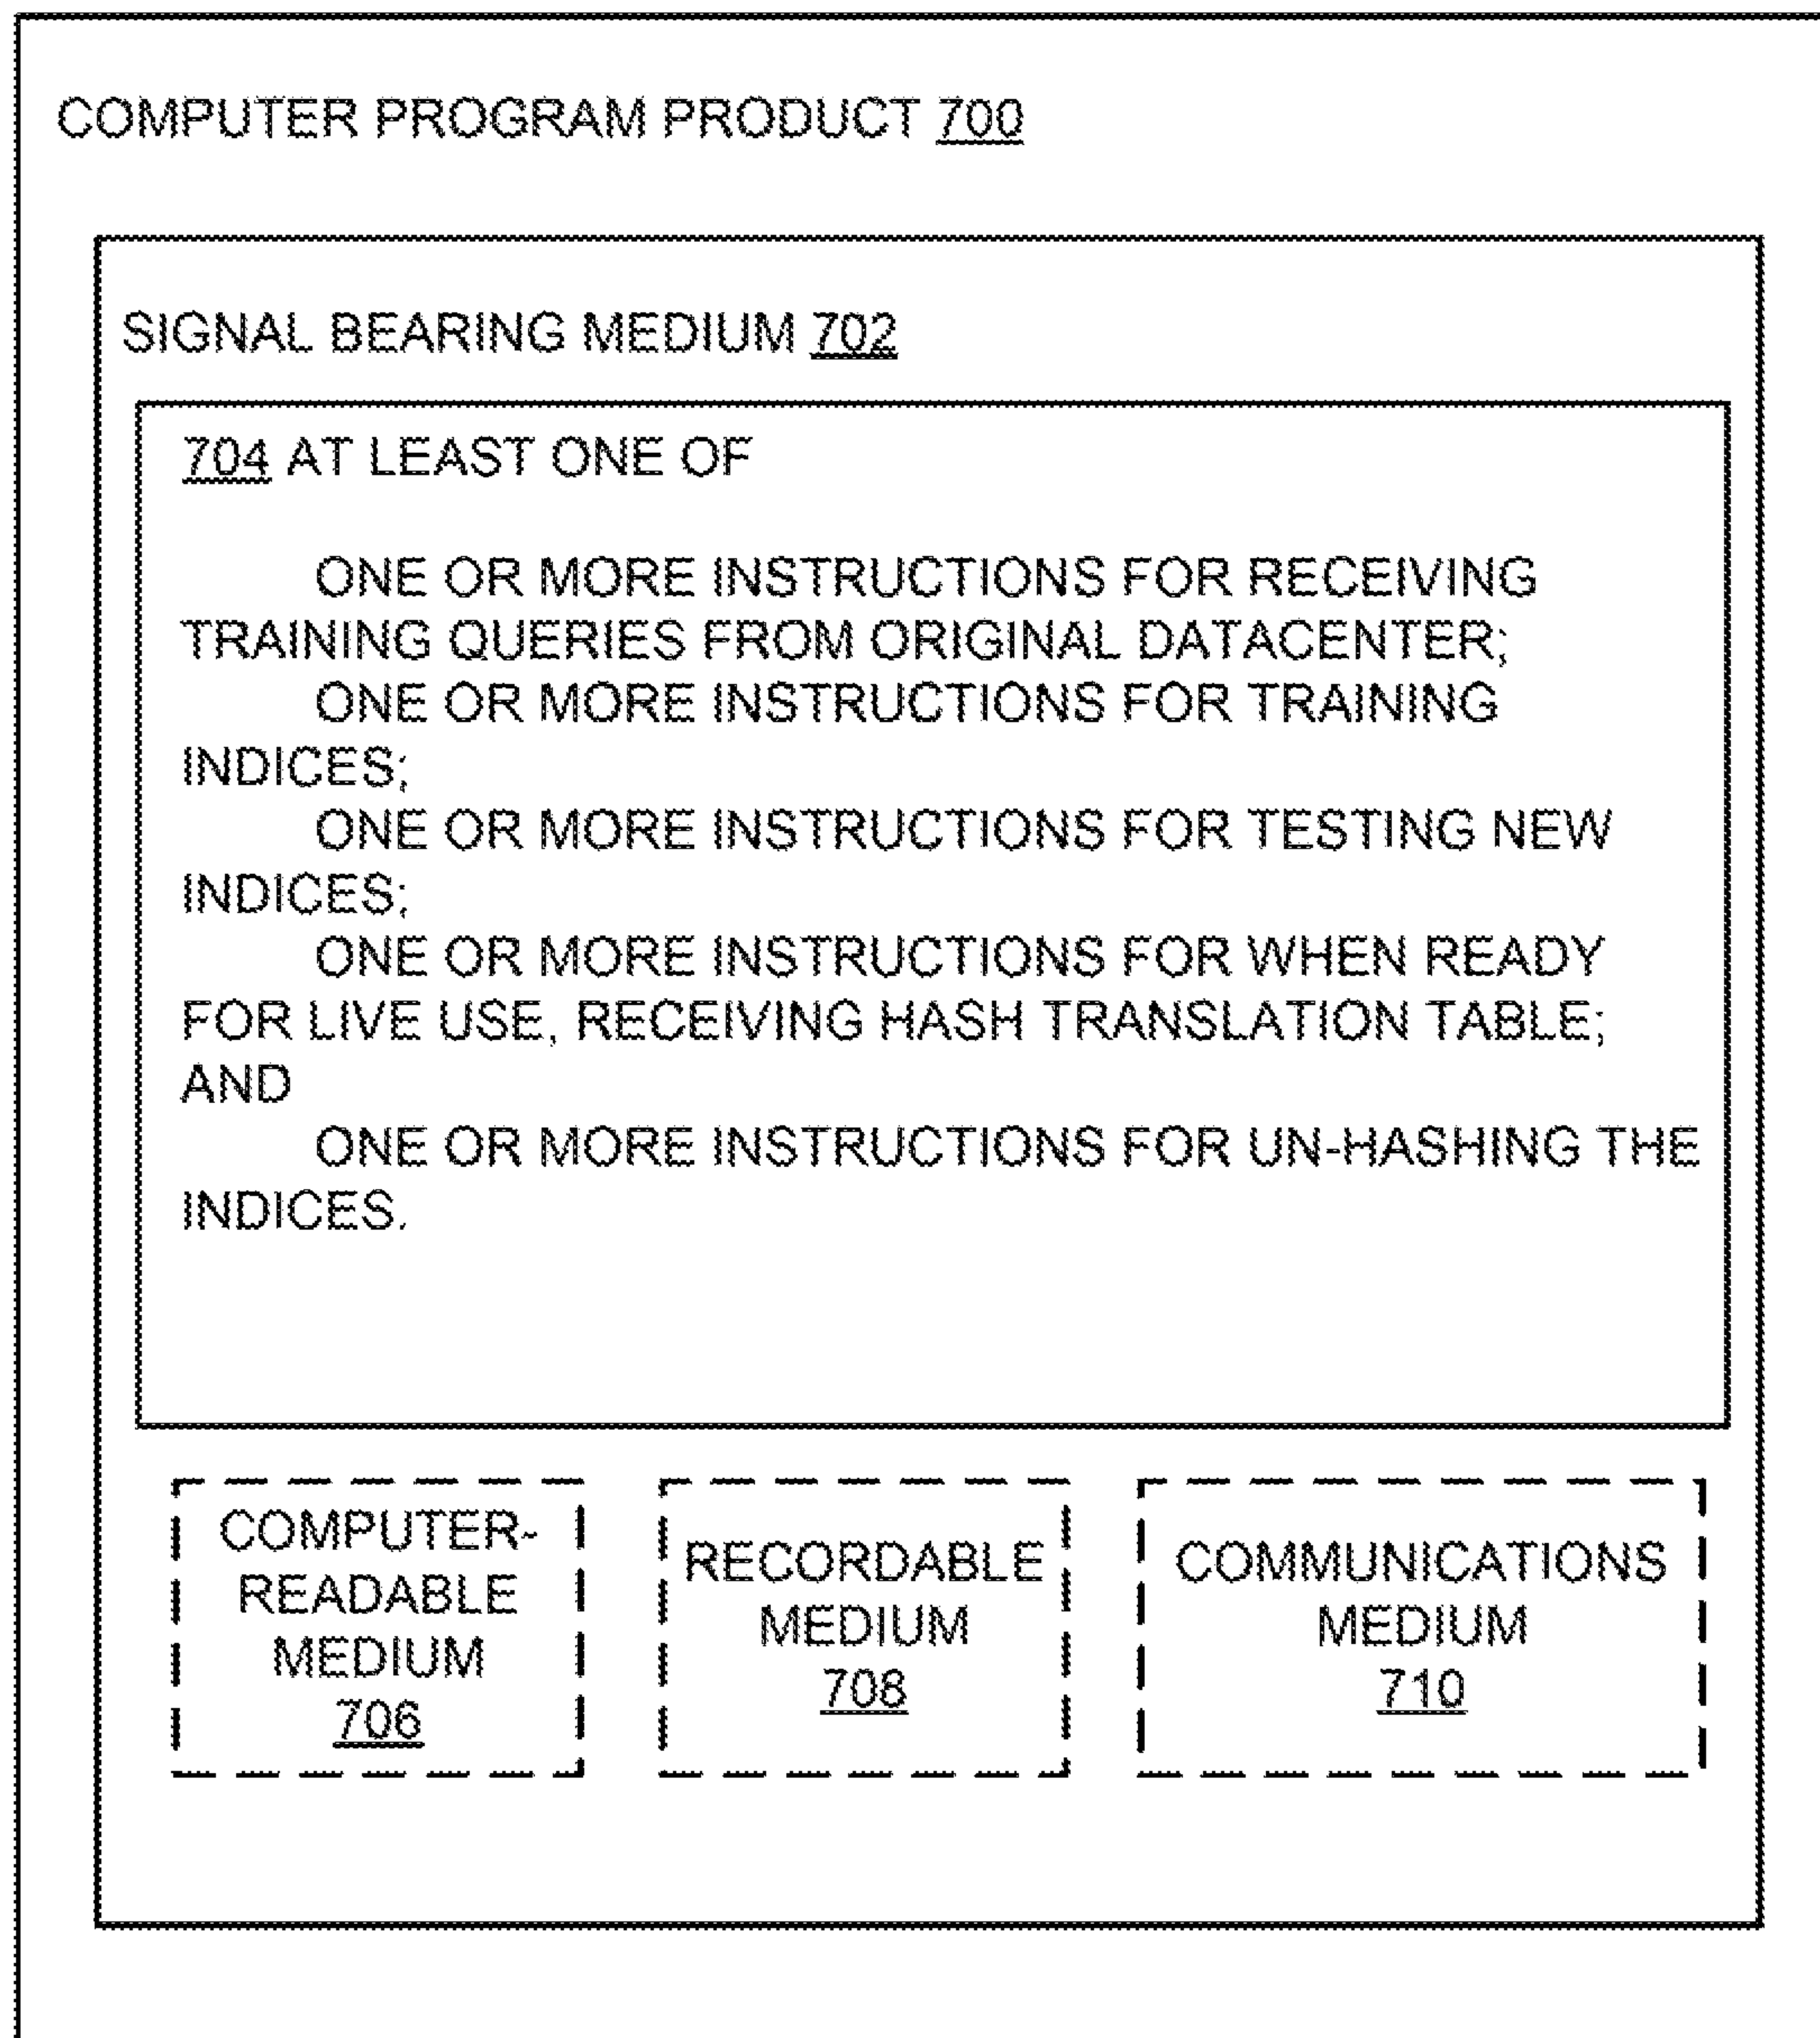 COMPUTER PROGRAM PRODUCT 700
SIGNAL BEARING MEDIUM 702
704 AT LEAST ONE OF
ONE OR MORE INSTRUCTIONS FOR RECEIVING
TRAINING QUERIES FROM ORIGINAL DATACENTER;
ONE OR MORE INSTRUCTIONS FOR TRAINING
INDICES;
ONE OR MORE INSTRUCTIONS FOR TESTING NEW
INDICES;
ONE OR MORE INSTRUCTIONS FOR WHEN READY
FOR LIVE USE, RECEIVING HASH TRANSLATION TABLE;
AND
ONE OR MORE INSTRUCTIONS FOR UN-HASHING THE
INDICES.
COMPUTER-
READABLE
MEDIUM
706
RECORDABLE
MEDIUM
708
COMMUNICATIONS
MEDIUM
710